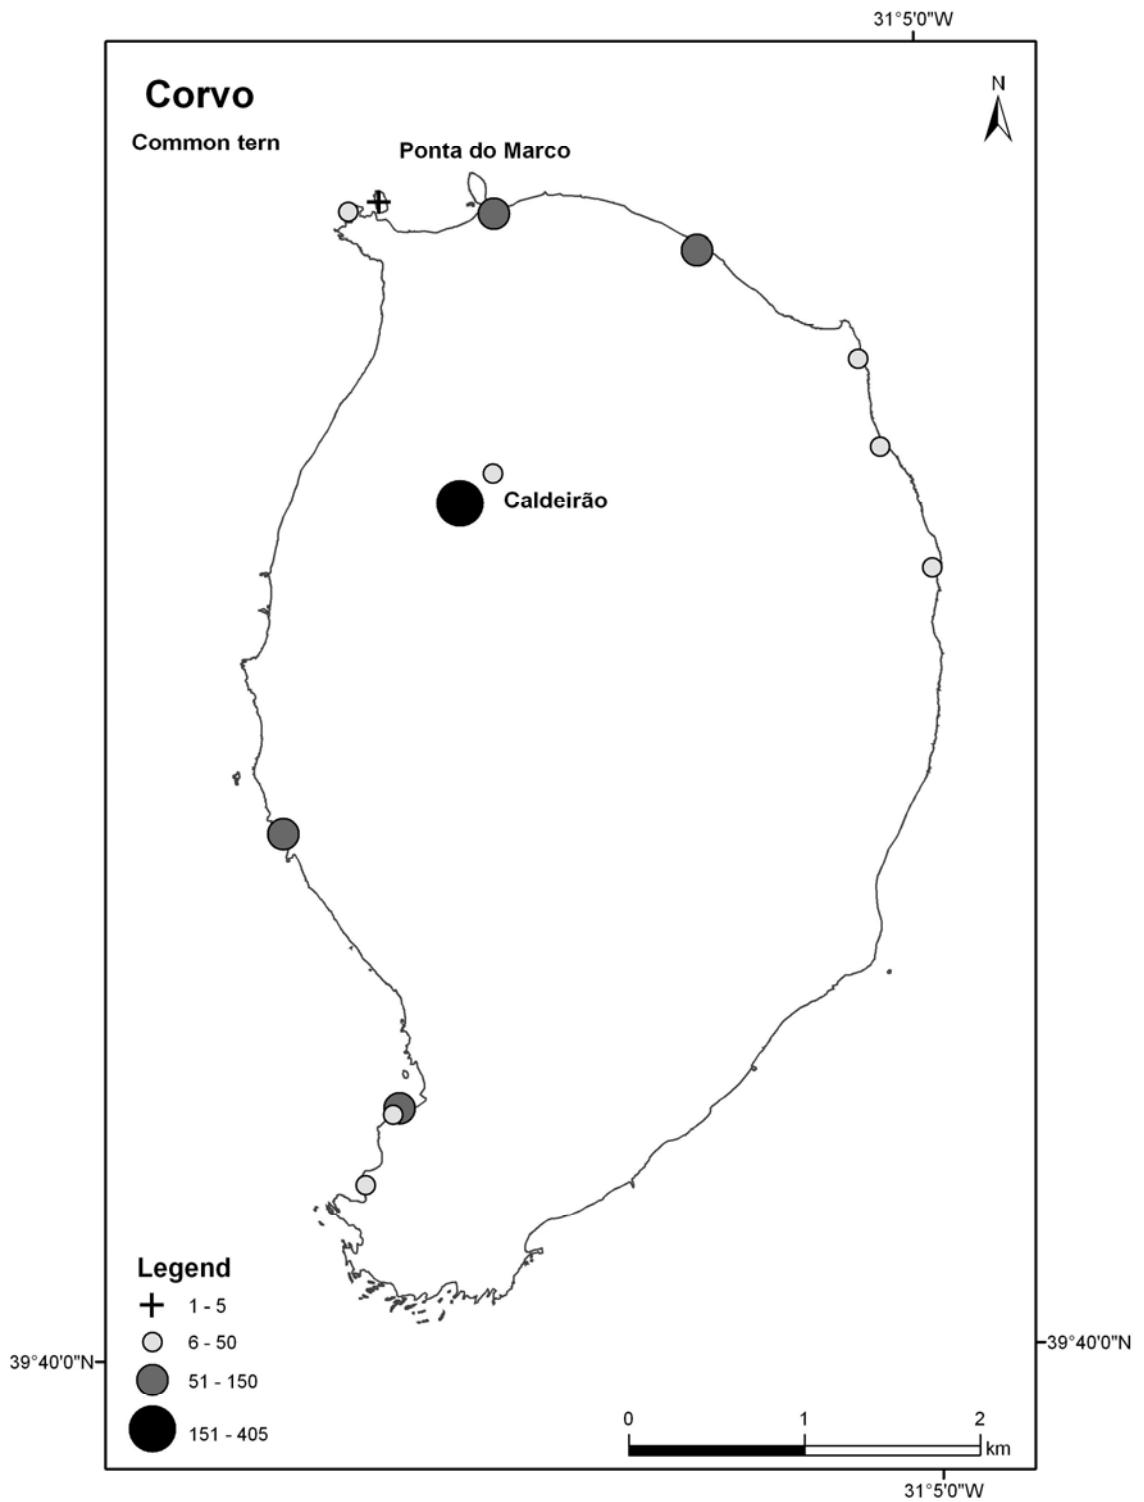 31°5'0"W
Corvo
N
Common tern
Ponta do Marco
Caldeirão
Legend
1 - 5
6 - 50
39°40'0"N
39°40'0"N
51 - 150
0 1 2
151 - 405
km
31°5'0"W